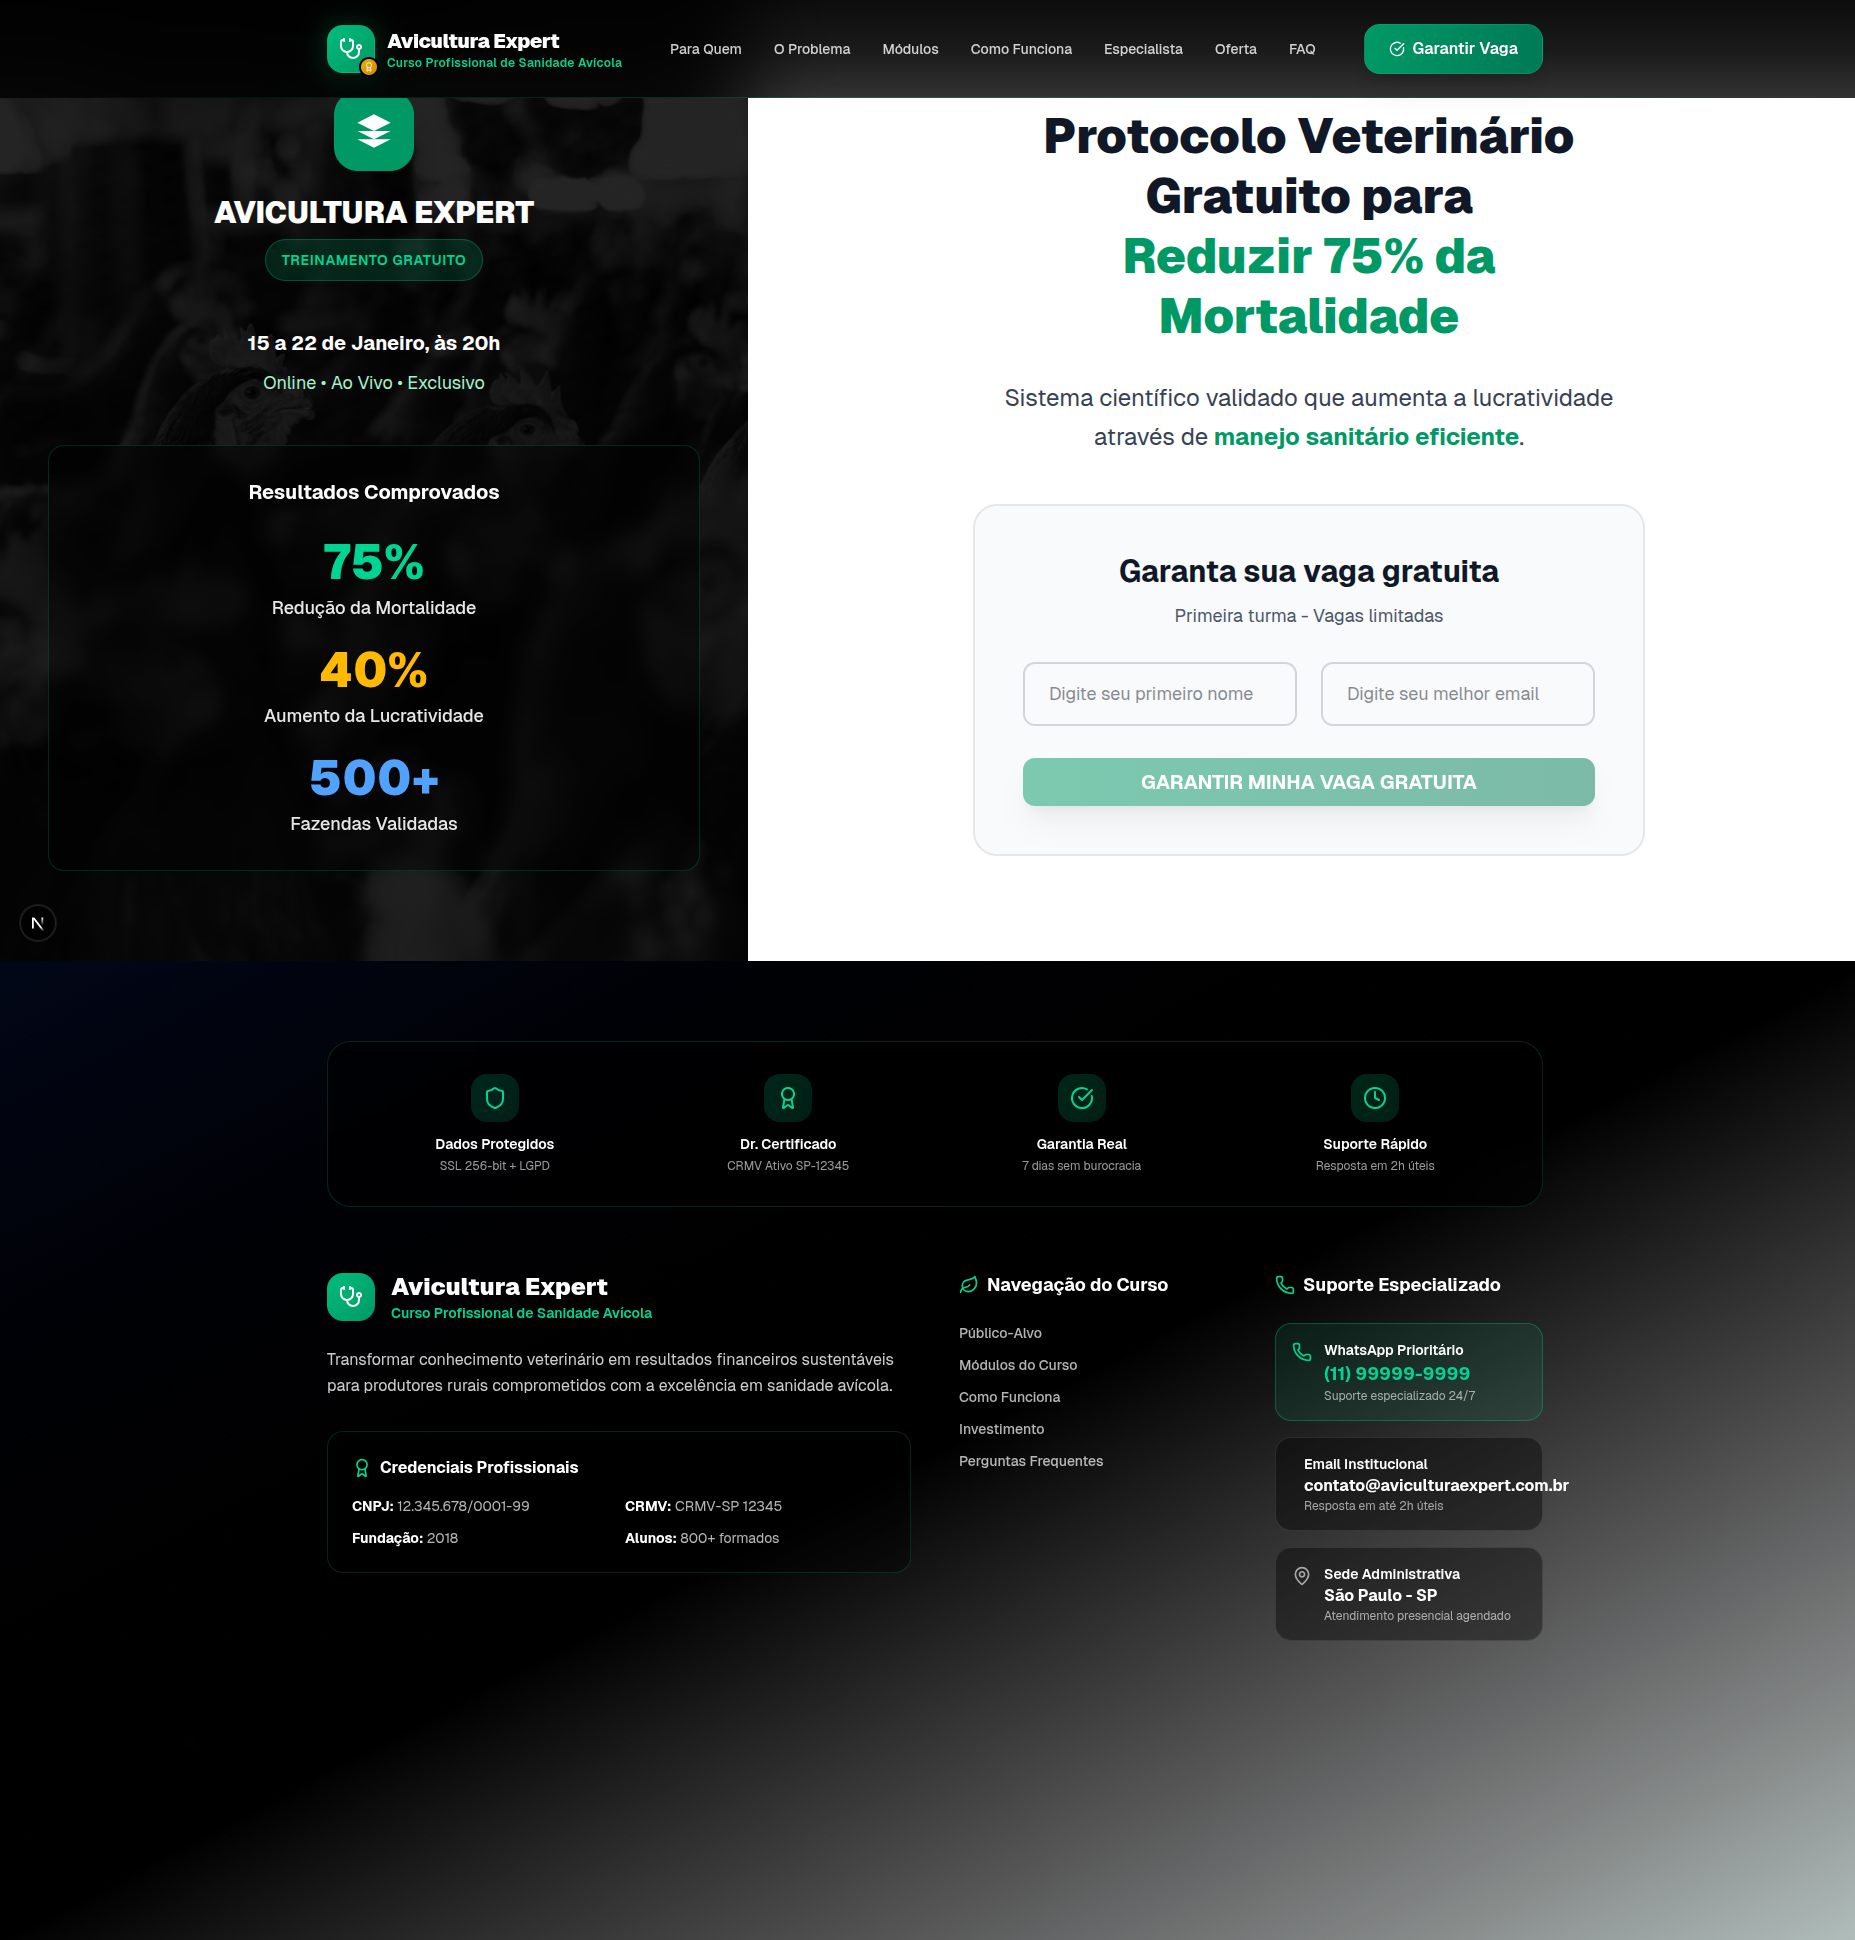 Avicultura Expert
Curso Profissional de Sanidade Avícola
Para Quem
O Problema
Módulos
Como Funciona
Especialista
Oferta
FAQ
Garantir Vaga
AVICULTURA EXPERT
TREINAMENTO GRATUITO
15 a 22 de Janeiro, às 20h
Online • Ao Vivo • Exclusivo
Resultados Comprovados
75%
Redução da Mortalidade
40%
Aumento da Lucratividade
500+
Fazendas Validadas
N
Protocolo Veterinário
Gratuito para
Reduzir 75% da
Mortalidade
Sistema científico validado que aumenta a lucratividade
através de manejo sanitário eficiente.
Garanta sua vaga gratuita
Primeira turma - Vagas limitadas
Digite seu primeiro nome
Digite seu melhor email
GARANTIR MINHA VAGA GRATUITA
Dados Protegidos
SSL 256-bit + LGPD
Dr. Certificado
CRMV Ativo SP-12345
Garantia Real
7 dias sem burocracia
Suporte Rápido
Resposta em 2h úteis
Avicultura Expert
Curso Profissional de Sanidade Avícola
Transformar conhecimento veterinário em resultados financeiros sustentáveis
para produtores rurais comprometidos com a excelência em sanidade avícola.
Credenciais Profissionais
CNPJ: 12.345.678/0001-99
CRMV: CRMV-SP 12345
Fundação: 2018
Alunos: 800+ formados
Navegação do Curso
Público-Alvo
Módulos do Curso
Como Funciona
Investimento
Perguntas Frequentes
Suporte Especializado
WhatsApp Prioritário
(11) 99999-9999
Suporte especializado 24/7
Email Institucional
contato@aviculturaexpert.com.br
Resposta em até 2h úteis
Sede Administrativa
São Paulo - SP
Atendimento presencial agendado